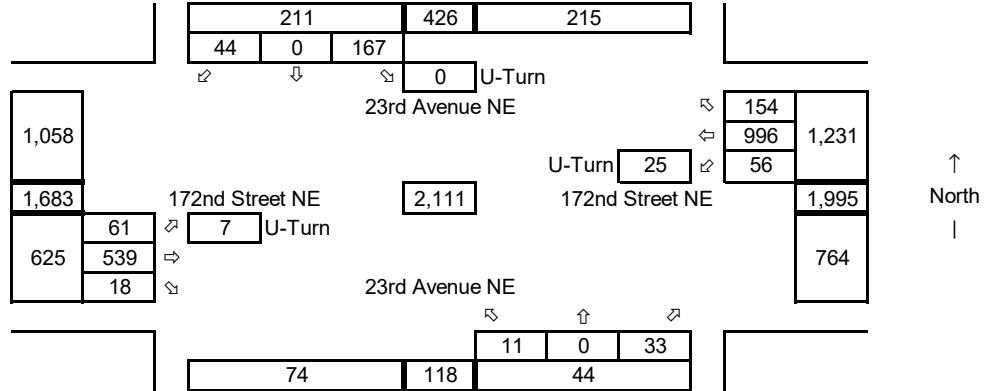 211 426 215
44 0 167
⬃ ⇩ ⬂ 0 U-Turn
23rd Avenue NE
⬁ 154
1,058 ⇦ 996 1,231
U-Turn 25 ⬃ 56
↑
1,683 172nd Street NE 2,111 172nd Street NE 1,995 North
61 ⬀ 7 U-Turn |
625 539 ⇨ 764
18 ⬂ 23rd Avenue NE
⬁ ⇧ ⬀
11 0 33
74 118 44